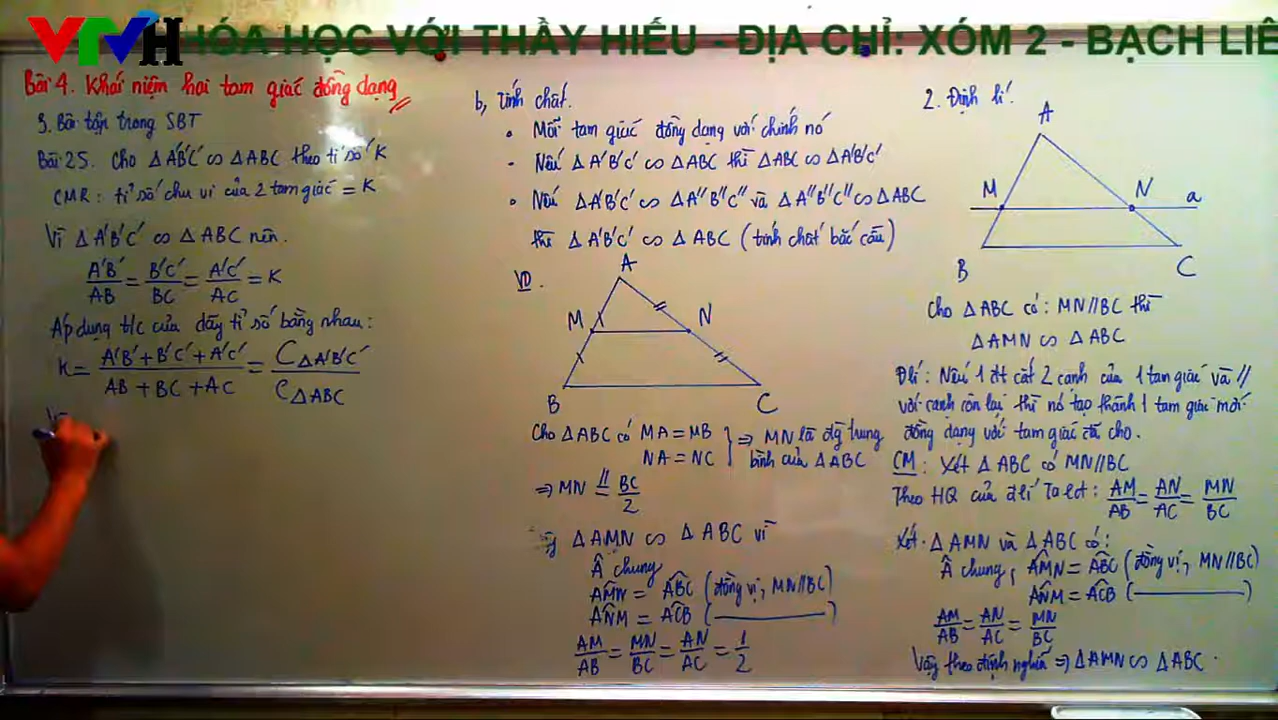 VTVH
HÓA HỌC VỚI THẦY HIẾU - ĐỊA CHỈ: XÓM 2 - BẠCH LIÊ
Bài 4. Khái niệm hai tam giác đồng dạng
3. Bài tập trong SBT
Bài 25. Cho ΔA'B'C' ∽ ΔABC theo tỉ số K
CMR: tỉ số chu vi của 2 tam giác = K
Vì ΔA'B'C' ∽ ΔABC nên.
A'B'/AB = B'C'/BC = A'C'/AC = K
Áp dụng t/c của dãy tỉ số bằng nhau:
K = (A'B' + B'C' + A'C')/(AB + BC + AC) = CΔA'B'C'/CΔABC
b, Tính chất.
• Mỗi tam giác đồng dạng với chính nó
- Nếu ΔA'B'C' ∽ ΔABC thì ΔABC ∽ ΔA'B'C'
• Nếu ΔA'B'C' ∽ ΔA''B''C'' và ΔA''B''C'' ∽ ΔABC
thì ΔA'B'C' ∽ ΔABC (tính chất bắc cầu)
VD.
A
M N
B C
Cho ΔABC có MA = MB
NA = NC } ⇒ MN là đg trung bình của ΔABC
⇒ MN //= BC/2
ΔAMN ∽ ΔABC vì
Â chung
AM̂N = AB̂C (đồng vị, MN//BC)
AN̂M = AĈB (————)
AM/AB = MN/BC = AN/AC = 1/2
2. Định lí.
A
M N a
B C
Cho ΔABC có: MN//BC thì
ΔAMN ∽ ΔABC
Đlí: Nếu 1 đt cắt 2 cạnh của 1 tam giác và //
với cạnh còn lại thì nó tạo thành 1 tam giác mới
đồng dạng với tam giác đã cho.
CM: Xét ΔABC có MN//BC
Theo HQ của đlí Talet: AM/AB = AN/AC = MN/BC
Xét ΔAMN và ΔABC có:
Â chung, AM̂N = AB̂C (đồng vị, MN//BC)
AN̂M = AĈB (————)
AM/AB = AN/AC = MN/BC
Vậy theo định nghĩa ⇒ ΔAMN ∽ ΔABC.